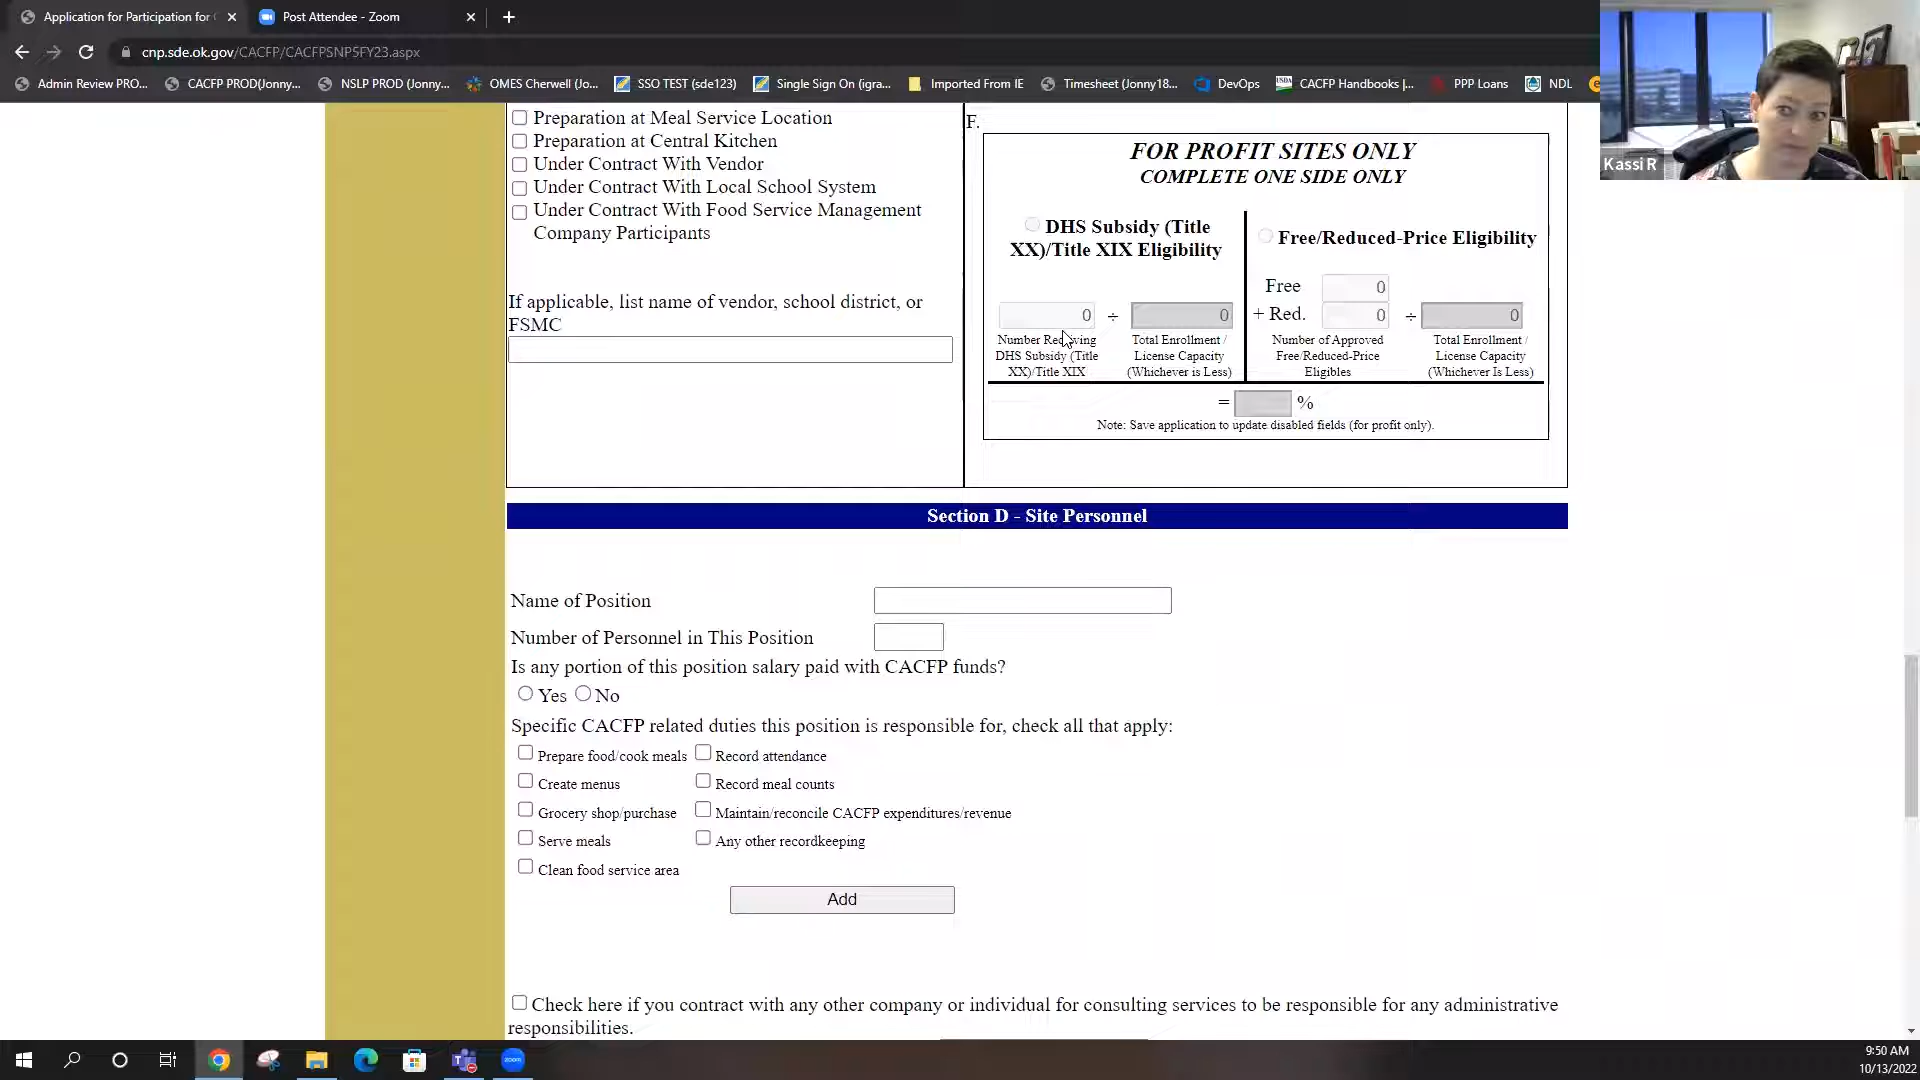 Application for Participation for
Post Attendee - Zoom
cnp.sde.ok.gov/CACFP/CACFPSNP5FY23.aspx
Admin Review PRO...
CACFP PROD(Jonny...
NSLP PROD (Jonny...
OMES Cherwell (Jo...
SSO TEST (sde123)
Single Sign On (igra...
Imported From IE
Timesheet (Jonny18...
DevOps
CACFP Handbooks |...
PPP Loans
NDL
Kassi R
Preparation at Meal Service Location
Preparation at Central Kitchen
Under Contract With Vendor
Under Contract With Local School System
Under Contract With Food Service Management
Company Participants
If applicable, list name of vendor, school district, or
FSMC
F.
FOR PROFIT SITES ONLY
COMPLETE ONE SIDE ONLY
DHS Subsidy (Title
XX)/Title XIX Eligibility
0 ÷ 0
Number Receiving
DHS Subsidy (Title
XX)/Title XIX
Total Enrollment /
License Capacity
(Whichever is Less)
Free/Reduced-Price Eligibility
Free 0
+ Red. 0 ÷ 0
Number of Approved
Free/Reduced-Price
Eligibles
Total Enrollment /
License Capacity
(Whichever Is Less)
= %
Note: Save application to update disabled fields (for profit only).
Section D - Site Personnel
Name of Position
Number of Personnel in This Position
Is any portion of this position salary paid with CACFP funds?
Yes No
Specific CACFP related duties this position is responsible for, check all that apply:
Prepare food/cook meals Record attendance
Create menus Record meal counts
Grocery shop/purchase Maintain/reconcile CACFP expenditures/revenue
Serve meals Any other recordkeeping
Clean food service area
Add
Check here if you contract with any other company or individual for consulting services to be responsible for any administrative
responsibilities.
9:50 AM
10/13/2022